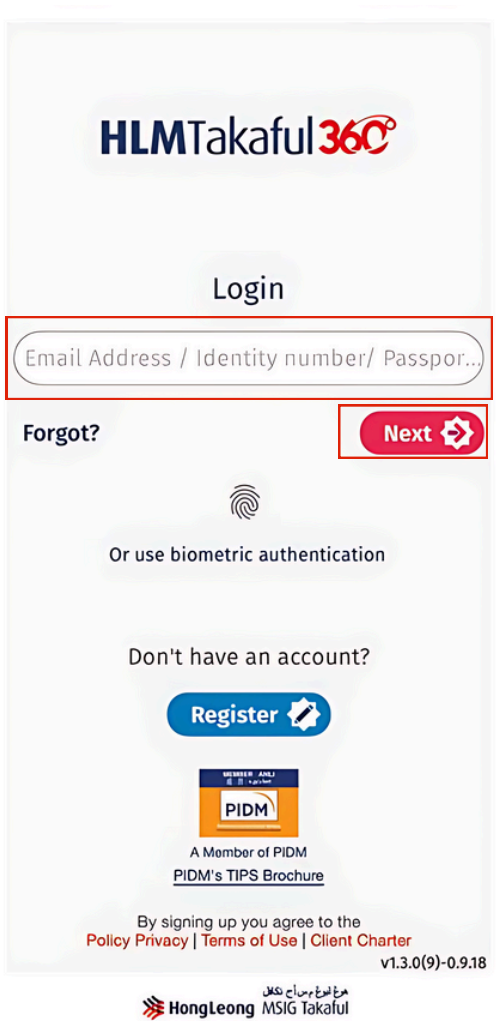 HLMTakaful360°
Login
Email Address / Identity number/ Passpor...
Forgot?
Next
Or use biometric authentication
Don't have an account?
Register
MEMBER AHLI
PIDM
A Member of PIDM
PIDM's TIPS Brochure
By signing up you agree to the
Policy Privacy | Terms of Use | Client Charter
v1.3.0(9)-0.9.18
HongLeong MSIG Takaful